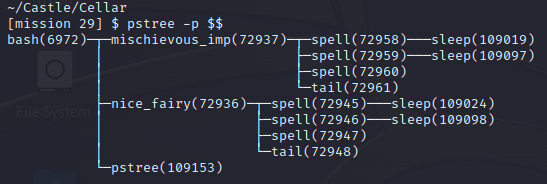 ~/Castle/Cellar
[mission 29] $ pstree -p $$
bash(6972)─┬─mischievous_imp(72937)─┬─spell(72958)───sleep(109019)
           │                        ├─spell(72959)───sleep(109097)
           │                        ├─spell(72960)
           │                        └─tail(72961)
           ├─nice_fairy(72936)─┬─spell(72945)───sleep(109024)
           │                   ├─spell(72946)───sleep(109098)
           │                   ├─spell(72947)
           │                   └─tail(72948)
           └─pstree(109153)
File System